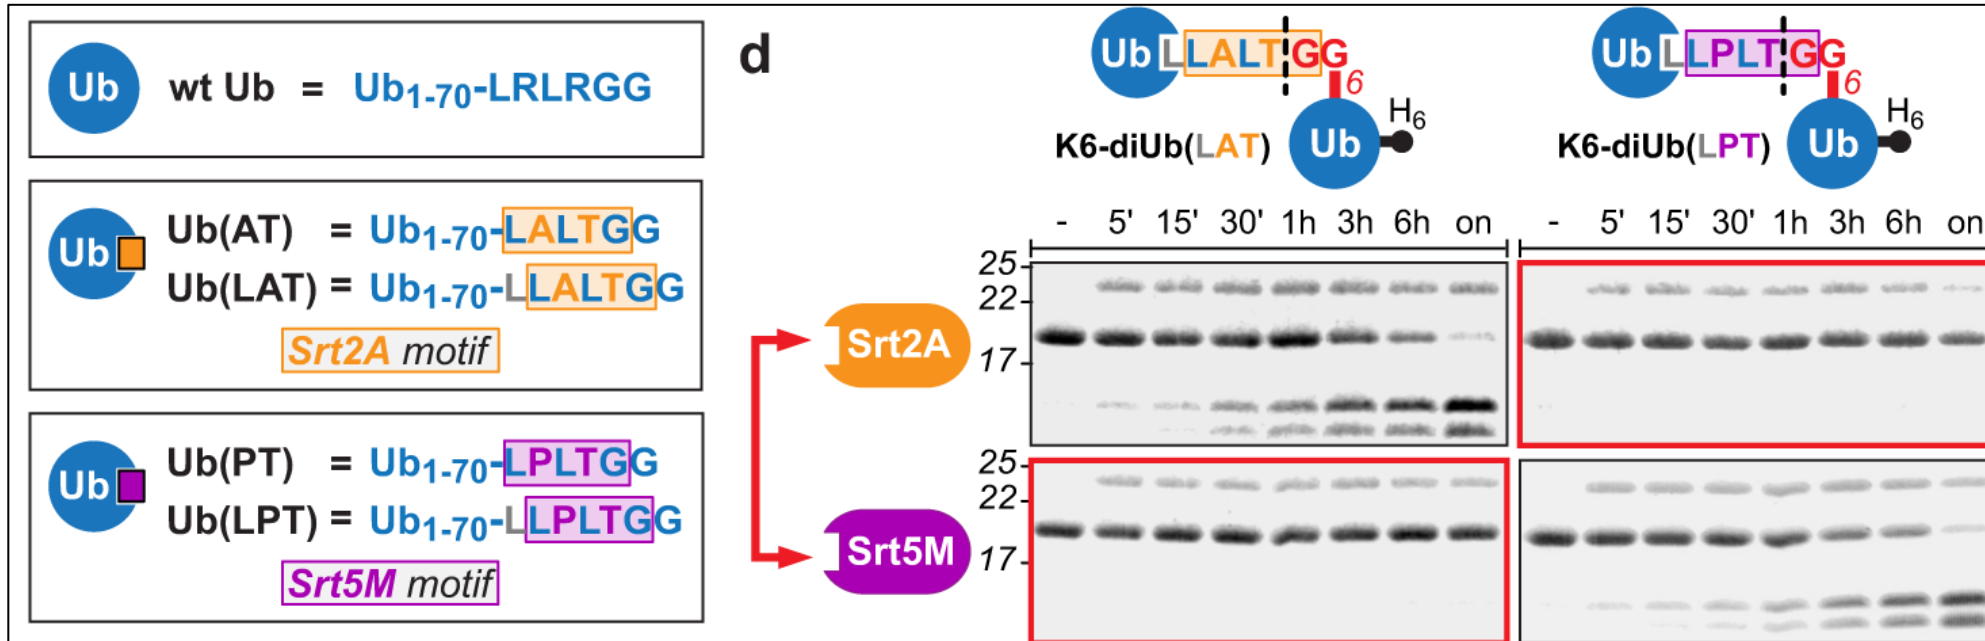 Ub wt Ub = Ub1-70-LRLRGG
Ub
Ub(AT) = Ub1-70-LALTGG
Ub(LAT) = Ub1-70-LLALTGG
Srt2A motif
Ub
Ub(PT) = Ub1-70-LPLTGG
Ub(LPT) = Ub1-70-LLPLTGG
Srt5M motif
d
Ub LLALTGG
6
H6
K6-diUb(LAT) Ub
Ub LLPLTGG
6
H6
K6-diUb(LPT) Ub
- 5' 15' 30' 1h 3h 6h on
- 5' 15' 30' 1h 3h 6h on
25
22
17
Srt2A
25
22
17
Srt5M